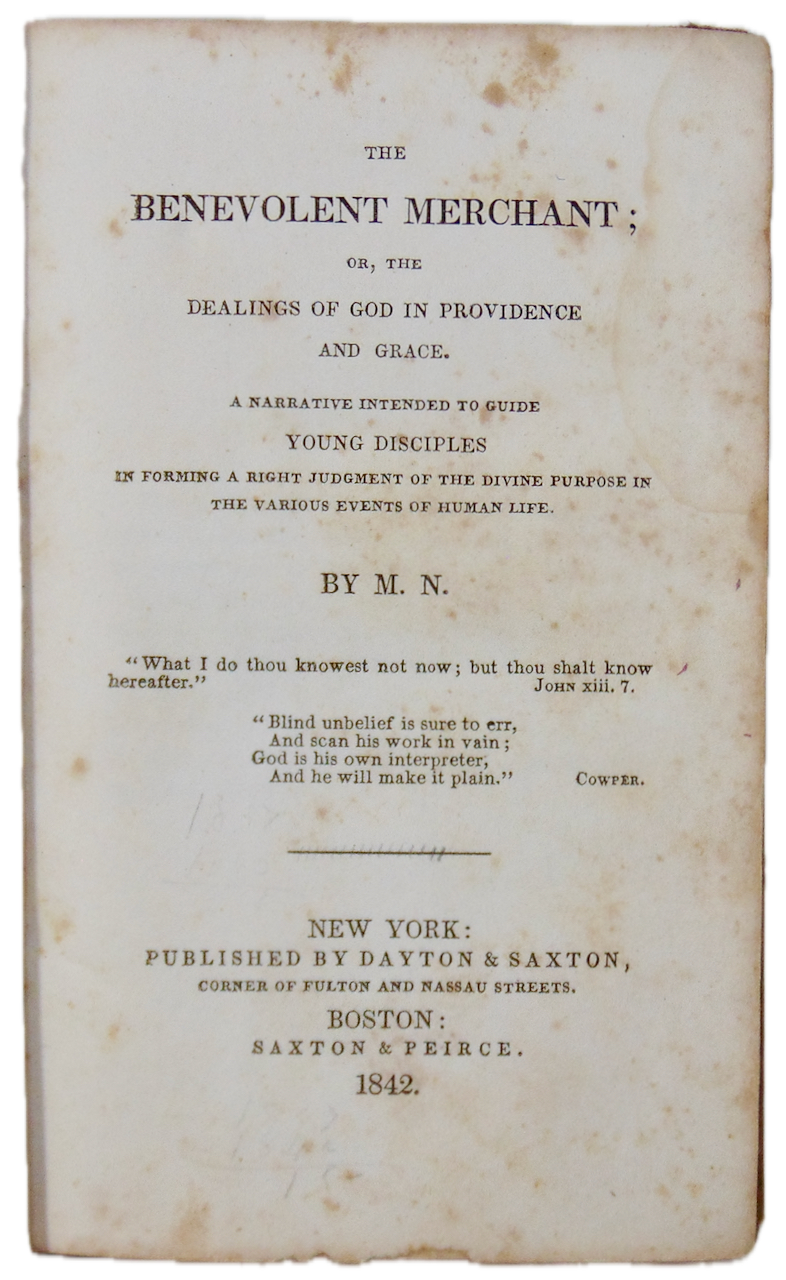 THE
BENEVOLENT MERCHANT;
OR, THE
DEALINGS OF GOD IN PROVIDENCE
AND GRACE.
A NARRATIVE INTENDED TO GUIDE
YOUNG DISCIPLES
IN FORMING A RIGHT JUDGMENT OF THE DIVINE PURPOSE IN
THE VARIOUS EVENTS OF HUMAN LIFE.
BY M. N.
"What I do thou knowest not now; but thou shalt know
hereafter." JOHN xiii. 7.
"Blind unbelief is sure to err,
And scan his work in vain;
God is his own interpreter,
And he will make it plain." COWPER.
NEW YORK:
PUBLISHED BY DAYTON & SAXTON,
CORNER OF FULTON AND NASSAU STREETS.
BOSTON:
SAXTON & PEIRCE.
1842.